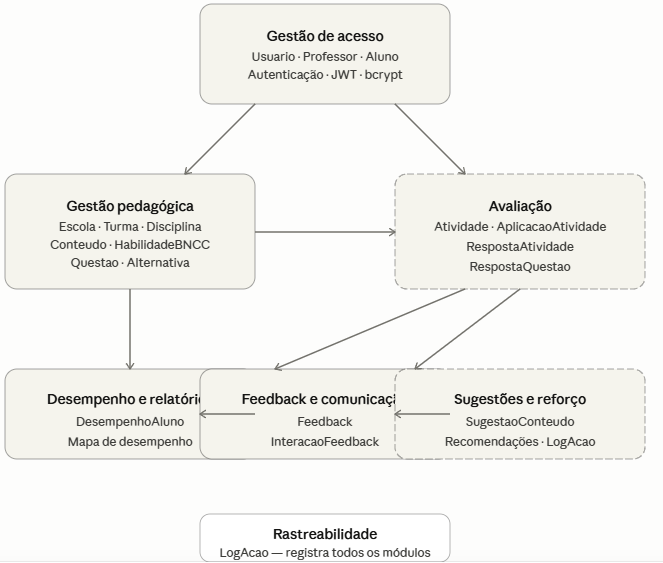 Gestão de acesso
Usuario · Professor · Aluno
Autenticação · JWT · bcrypt
Gestão pedagógica
Escola · Turma · Disciplina
Conteudo · HabilidadeBNCC
Questao · Alternativa
Avaliação
Atividade · AplicacaoAtividade
RespostaAtividade
RespostaQuestao
Desempenho e relatóri
DesempenhoAluno
Mapa de desempenho
Feedback e comunicaç
Feedback
InteracaoFeedback
Sugestões e reforço
SugestaoConteudo
Recomendações · LogAcao
Rastreabilidade
LogAcao — registra todos os módulos